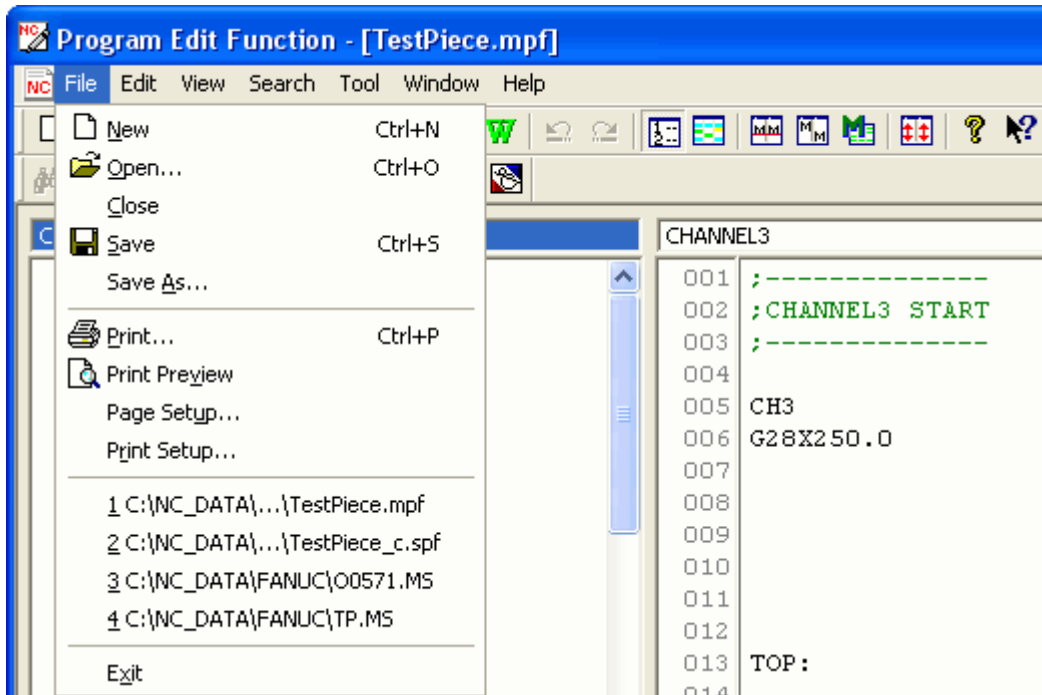 Program Edit Function - [TestPiece.mpf]
NC File Edit View Search Tool Window Help
New Ctrl+N
Open... Ctrl+O
Close
Save Ctrl+S
Save As...
Print... Ctrl+P
Print Preview
Page Setup...
Print Setup...
1 C:\NC_DATA\...\TestPiece.mpf
2 C:\NC_DATA\...\TestPiece_c.spf
3 C:\NC_DATA\FANUC\O0571.MS
4 C:\NC_DATA\FANUC\TP.MS
Exit
CHANNEL3
001 ;--------------
002 ;CHANNEL3 START
003 ;--------------
004
005 CH3
006 G28X250.0
007
008
009
010
011
012
013 TOP:
014